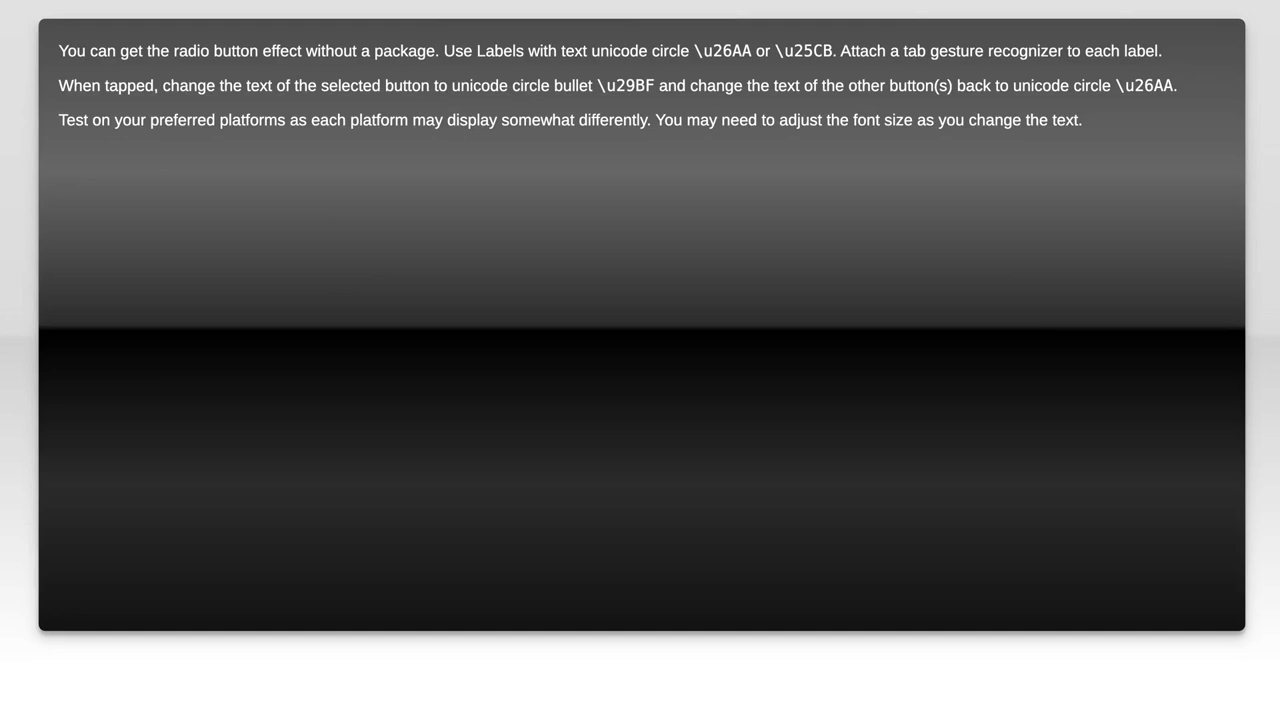 You can get the radio button effect without a package. Use Labels with text unicode circle \u26AA or \u25CB. Attach a tab gesture recognizer to each label.
When tapped, change the text of the selected button to unicode circle bullet \u29BF and change the text of the other button(s) back to unicode circle \u26AA.
Test on your preferred platforms as each platform may display somewhat differently. You may need to adjust the font size as you change the text.